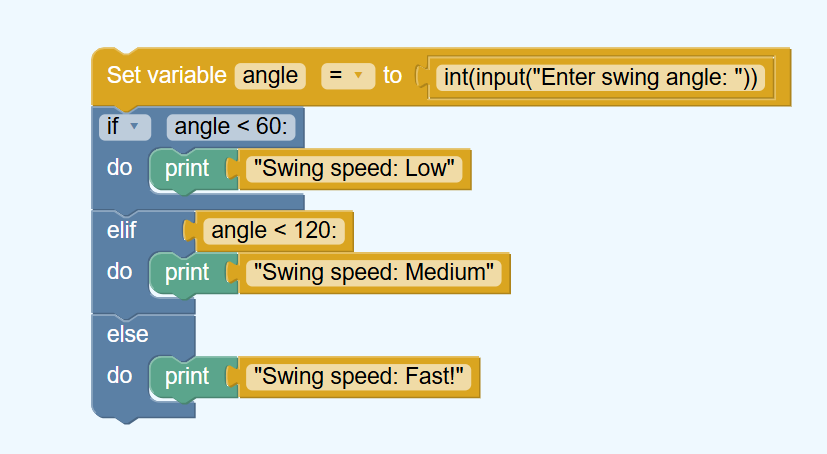 Set variable angle = to int(input("Enter swing angle: "))
if angle < 60:
do print "Swing speed: Low"
elif angle < 120:
do print "Swing speed: Medium"
else
do print "Swing speed: Fast!"